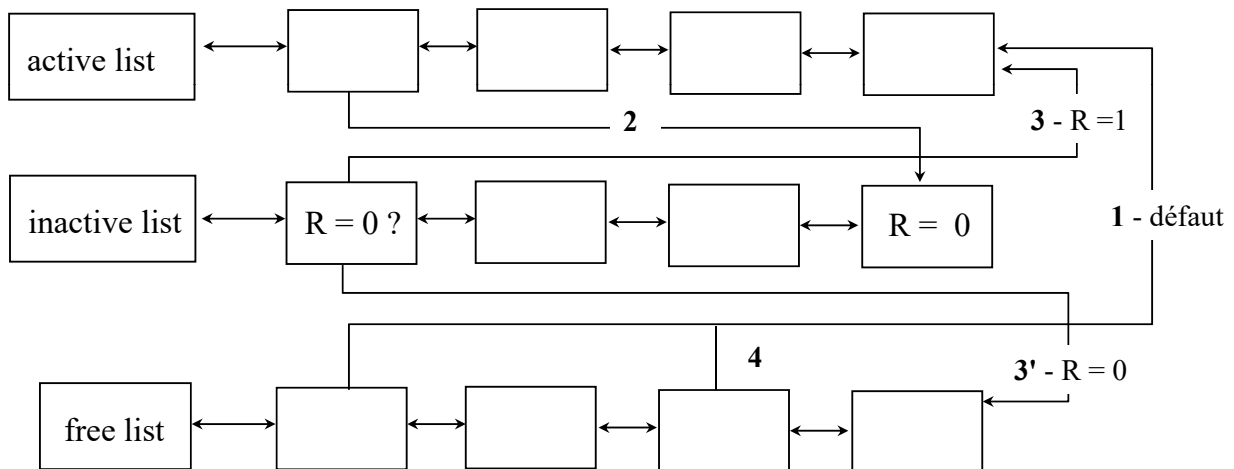 active list
2
3 - R =1
inactive list
R = 0 ?
R = 0
1 - défaut
4
3' - R = 0
free list